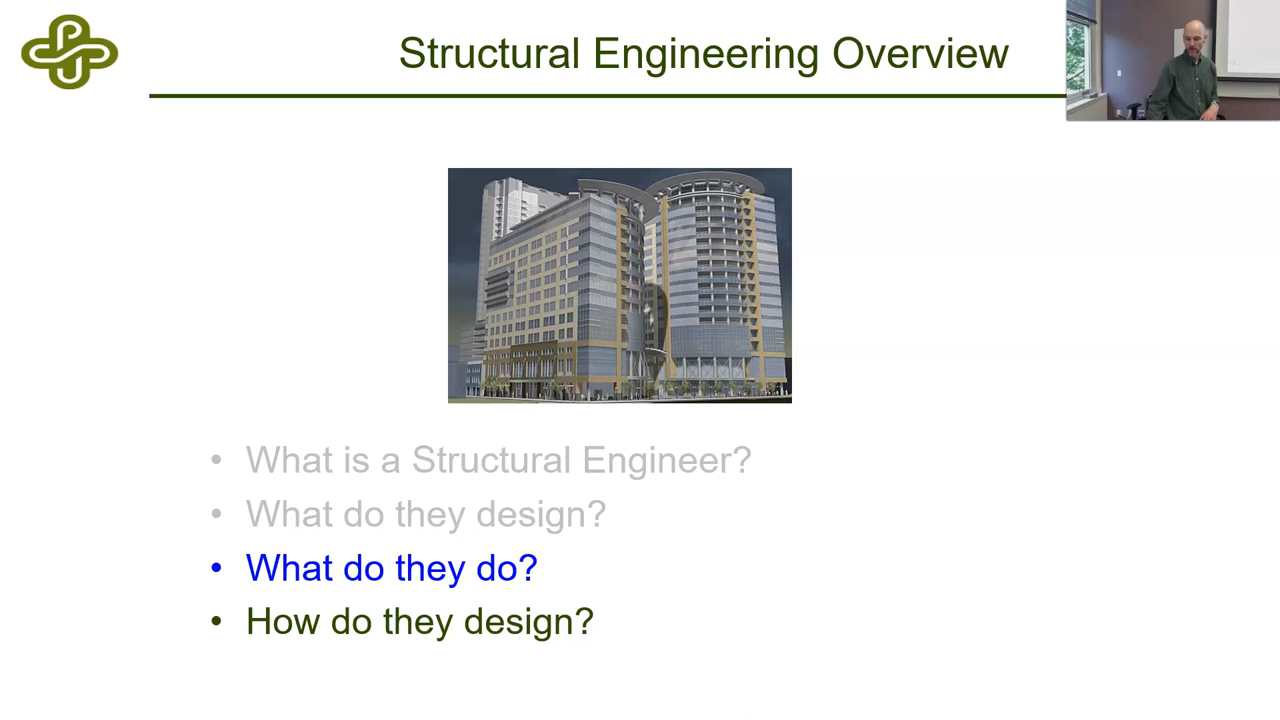 Structural Engineering Overview
• What is a Structural Engineer?
• What do they design?
• What do they do?
• How do they design?